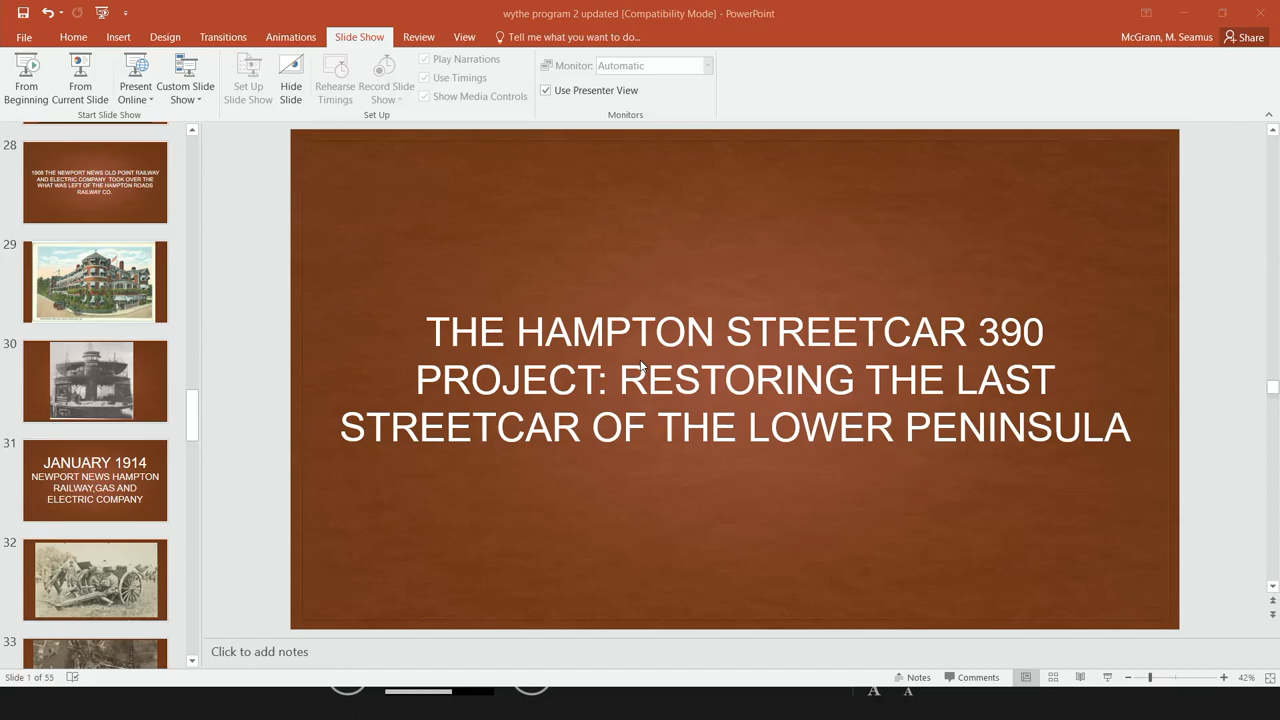 wythe program 2 updated [Compatibility Mode] - PowerPoint
File Home Insert Design Transitions Animations Slide Show Review View Tell me what you want to do... McGrann, M. Seamus Share
From Beginning
From Current Slide
Present Online
Custom Slide Show
Start Slide Show
Set Up Slide Show
Hide Slide
Rehearse Timings
Record Slide Show
Play Narrations
Use Timings
Show Media Controls
Set Up
Monitor: Automatic
Use Presenter View
Monitors
28
1908 THE NEWPORT NEWS OLD POINT RAILWAY
AND ELECTRIC COMPANY TOOK OVER THE
WHAT WAS LEFT OF THE HAMPTON ROADS
RAILWAY CO.
29
30
31
JANUARY 1914
NEWPORT NEWS HAMPTON
RAILWAY,GAS AND
ELECTRIC COMPANY
32
33
THE HAMPTON STREETCAR 390
PROJECT: RESTORING THE LAST
STREETCAR OF THE LOWER PENINSULA
Click to add notes
Slide 1 of 55 Notes Comments 42%
A A